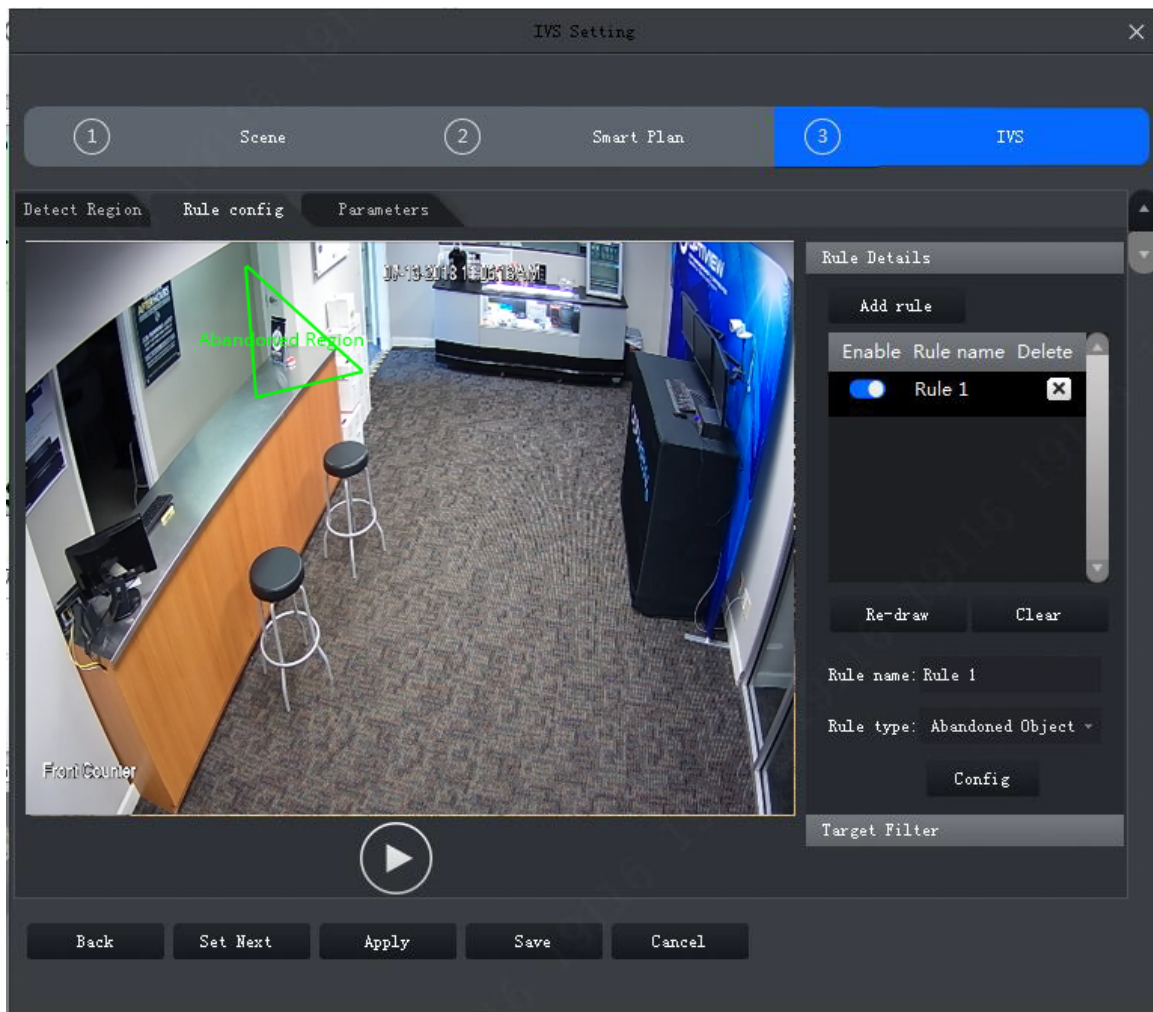 IVS Setting
1 Scene 2 Smart Plan 3 IVS
Detect Region Rule config Parameters
Rule Details
Add rule
Enable Rule name Delete
Rule 1
Abandoned Region
OPTIVIEW
Re-draw Clear
Rule name: Rule 1
Rule type: Abandoned Object
Config
Front Counter
Target Filter
Back Set Next Apply Save Cancel